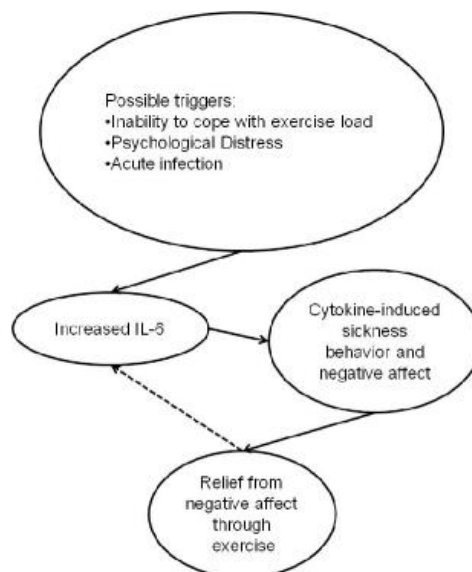 Possible triggers:
•Inability to cope with exercise load
•Psychological Distress
•Acute infection
Increased IL-6
Cytokine-induced
sickness
behavior and
negative affect
Relief from
negative affect
through
exercise